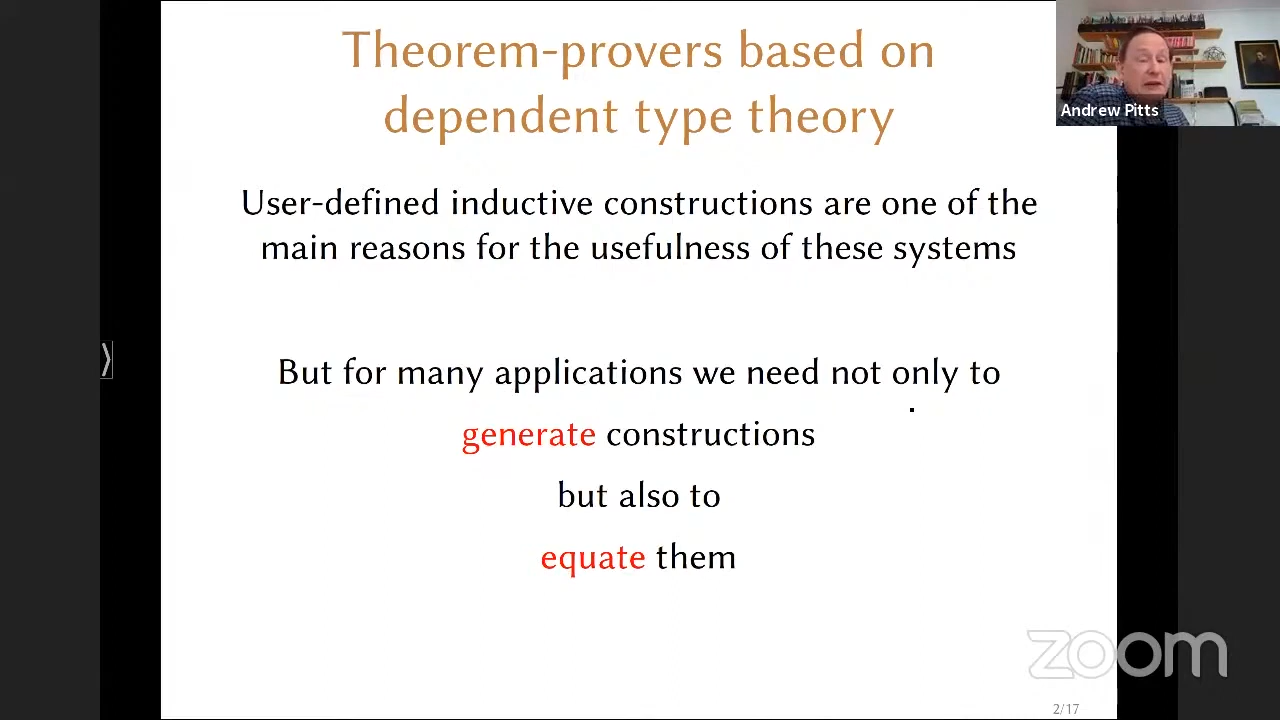 Theorem-provers based on
dependent type theory
Andrew Pitts
User-defined inductive constructions are one of the
main reasons for the usefulness of these systems
But for many applications we need not only to
generate constructions
but also to
equate them
zoom
2/17